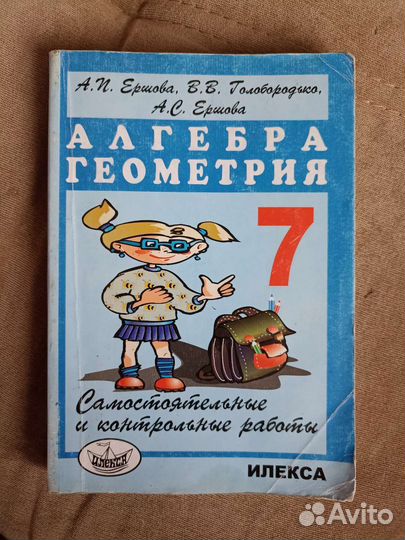 А.П. Ершова, В.В. Голобородько,
А.С. Ершова
АЛГЕБРА
ГЕОМЕТРИЯ
7
Самостоятельные
и контрольные работы
ИЛЕКСА
ИЛЕКСА
Avito